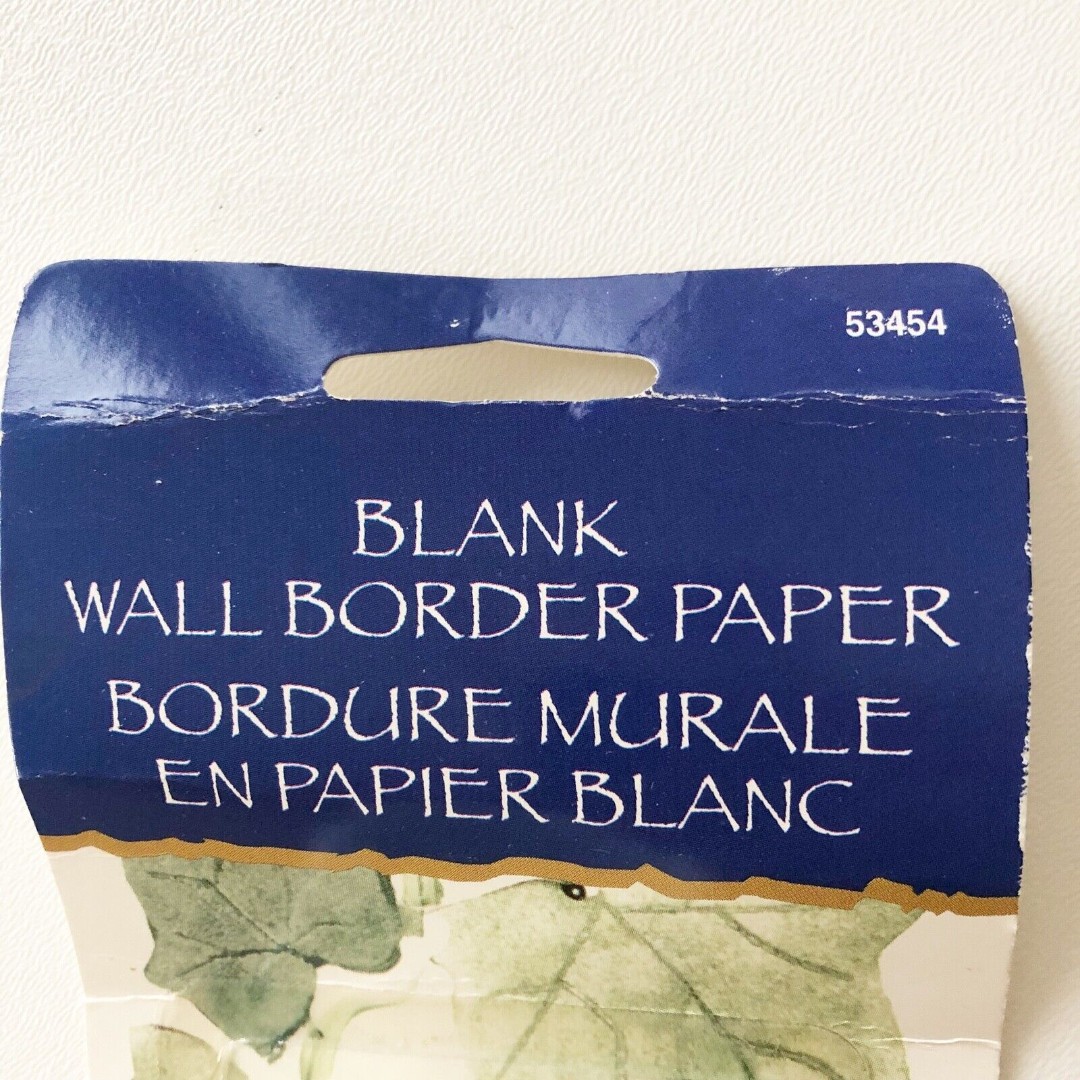 53454
BLANK
WALL BORDER PAPER
BORDURE MURALE
EN PAPIER BLANC